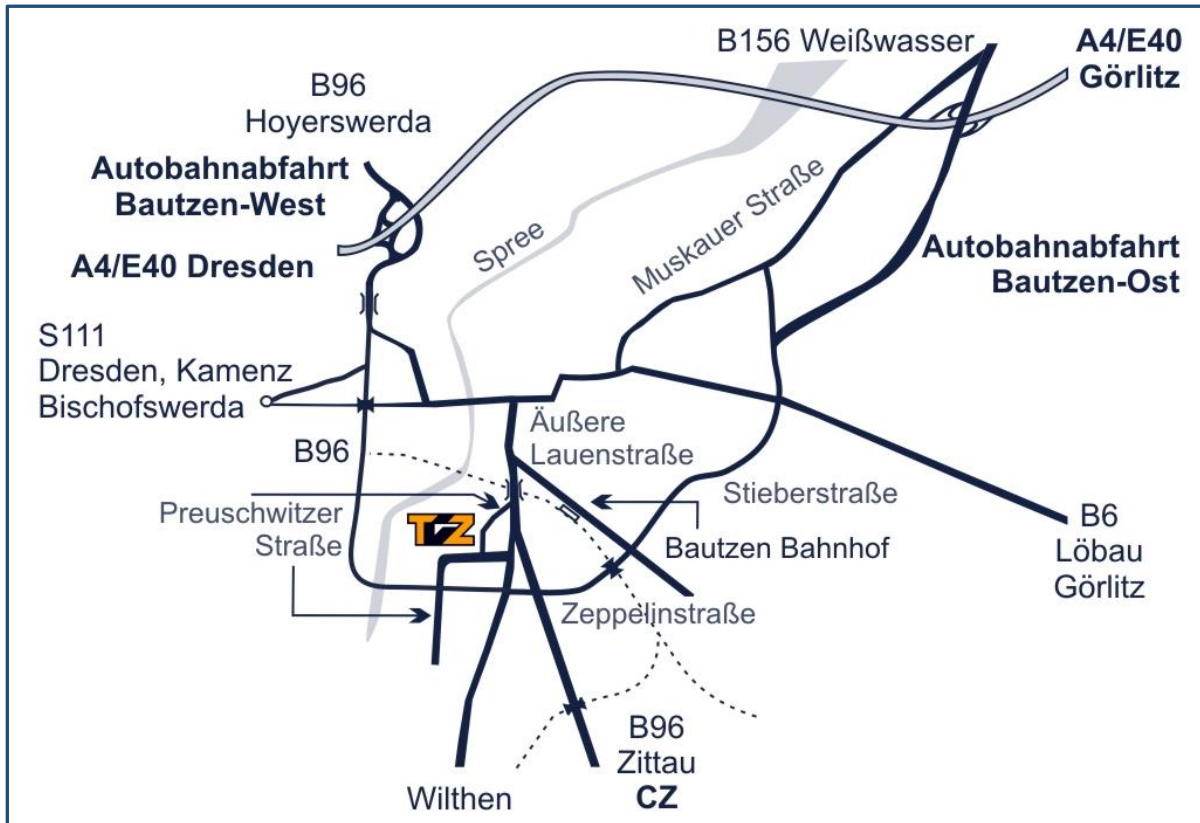 B156 Weißwasser
A4/E40
Görlitz
B96
Hoyerswerda
Autobahnabfahrt
Bautzen-West
A4/E40 Dresden
Spree
Muskauer Straße
Autobahnabfahrt
Bautzen-Ost
S111
Dresden, Kamenz
Bischofswerda
Äußere
Lauenstraße
B96
Preuschwitzer
Straße
TGZ
Stieberstraße
Bautzen Bahnhof
B6
Löbau
Görlitz
Zeppelinstraße
B96
Zittau
CZ
Wilthen